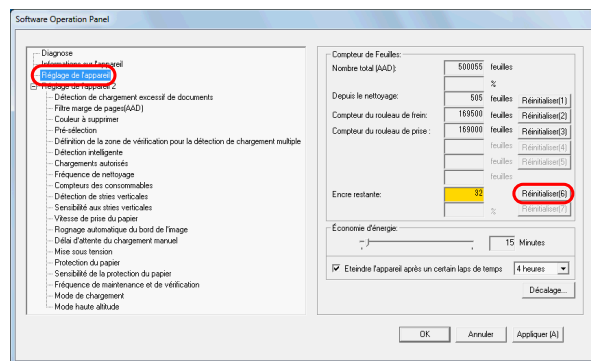 Software Operation Panel
Diagnose
Informations sur l'appareil
Réglage de l'appareil
Réglage de l'appareil 2
Détection de chargement excessif de documents
Filtre marge de pages(AAD)
Couleur à supprimer
Pré-sélection
Définition de la zone de vérification pour la détection de chargement multiple
Détection intelligente
Chargements autorisés
Fréquence de nettoyage
Compteurs des consommables
Détection de stries verticales
Sensibilité aux stries verticales
Vitesse de prise du papier
Rognage automatique du bord de l'image
Délai d'attente du chargement manuel
Mise sous tension
Protection du papier
Sensibilité de la protection du papier
Fréquence de maintenance et de vérification
Mode de chargement
Mode haute altitude
Compteur de Feuilles:
Nombre total (AAD): 500055 feuilles
%
Depuis le nettoyage: 505 feuilles Réinitialiser(1)
Compteur du rouleau de frein: 169500 feuilles Réinitialiser(2)
Compteur du rouleau de prise : 169000 feuilles Réinitialiser(3)
feuilles Réinitialiser(4)
feuilles Réinitialiser(5)
feuilles
Encre restante: 32 Réinitialiser(6)
% Réinitialiser(7)
Économie d'énergie:
15 Minutes
Eteindre l'appareil après un certain laps de temps 4 heures
Décalage...
OK Annuler Appliquer (A)